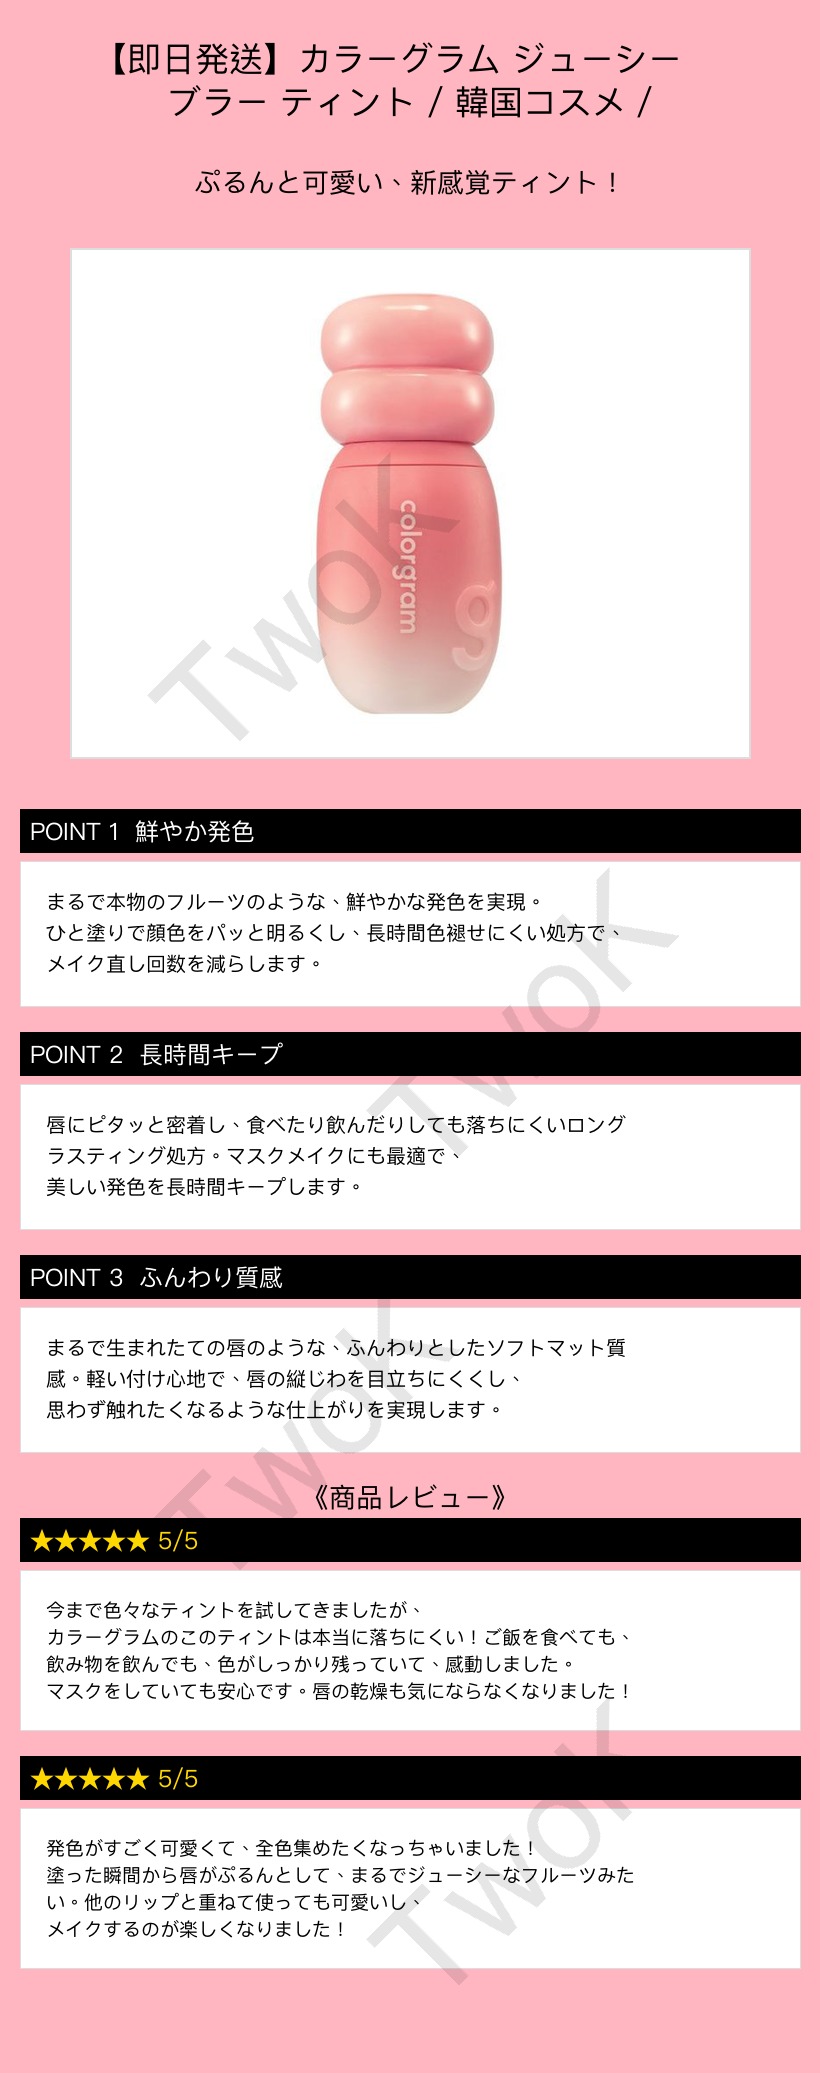 【即日発送】カラーグラム ジューシー
ブラー ティント / 韓国コスメ /
ぷるんと可愛い、新感覚ティント！
colorgram
g
TwoK
POINT 1 鮮やか発色
まるで本物のフルーツのような、鮮やかな発色を実現。
ひと塗りで顔色をパッと明るくし、長時間色褪せにくい処方で、
メイク直し回数を減らします。
TwoK
POINT 2 長時間キープ
唇にピタッと密着し、食べたり飲んだりしても落ちにくいロング
ラスティング処方。マスクメイクにも最適で、
美しい発色を長時間キープします。
POINT 3 ふんわり質感
まるで生まれたての唇のような、ふんわりとしたソフトマット質
感。軽い付け心地で、唇の縦じわを目立ちにくくし、
思わず触れたくなるような仕上がりを実現します。
TwoK
《商品レビュー》
★★★★★ 5/5
今まで色々なティントを試してきましたが、
カラーグラムのこのティントは本当に落ちにくい！ご飯を食べても、
飲み物を飲んでも、色がしっかり残っていて、感動しました。
マスクをしていても安心です。唇の乾燥も気にならなくなりました！
★★★★★ 5/5
発色がすごく可愛くて、全色集めたくなっちゃいました！
塗った瞬間から唇がぷるんとして、まるでジューシーなフルーツみた
い。他のリップと重ねて使っても可愛いし、
メイクするのが楽しくなりました！
TwoK